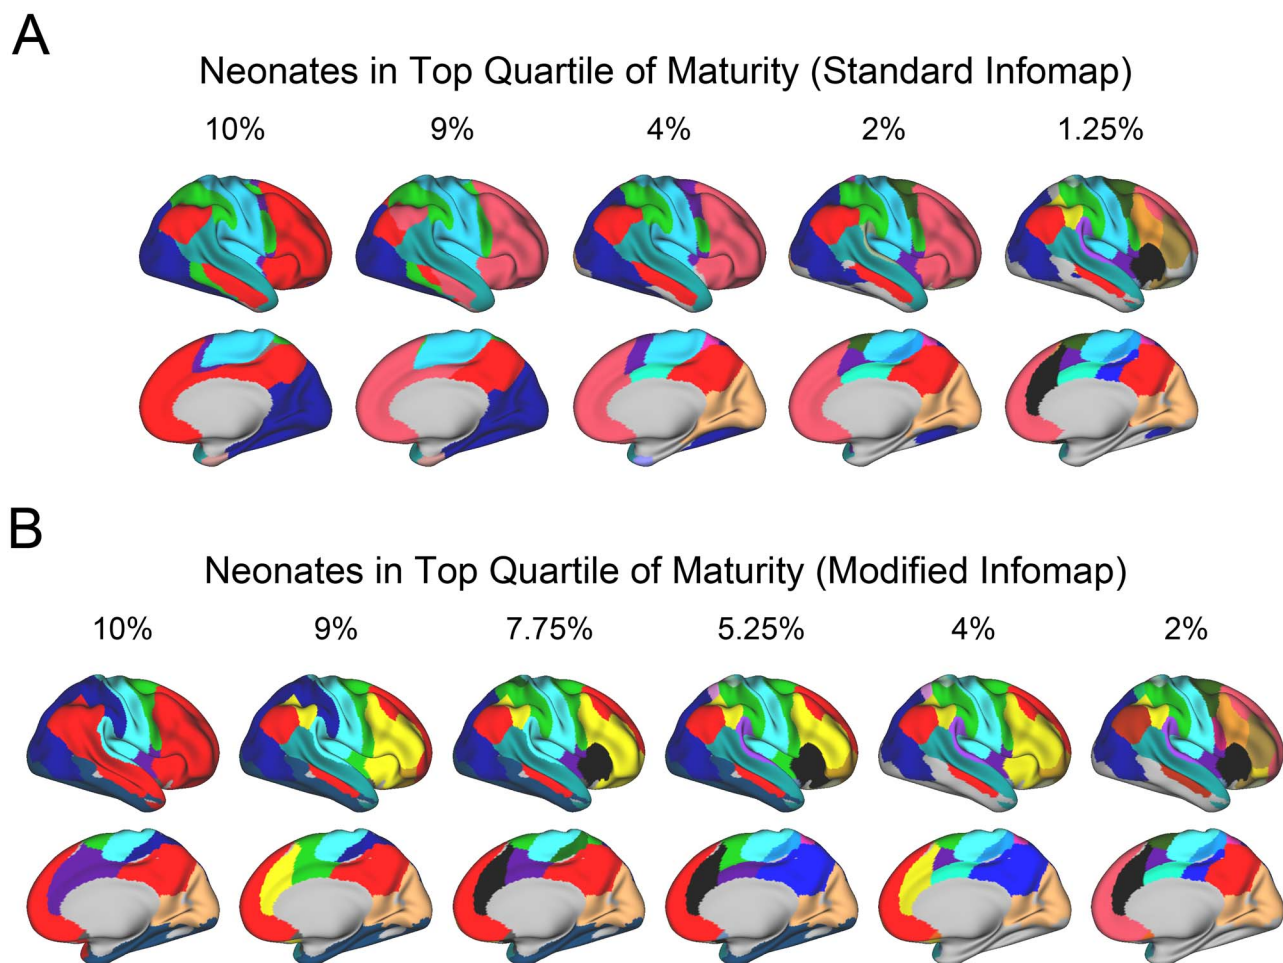 A
Neonates in Top Quartile of Maturity (Standard Infomap)
10% 9% 4% 2% 1.25%
B
Neonates in Top Quartile of Maturity (Modified Infomap)
10% 9% 7.75% 5.25% 4% 2%